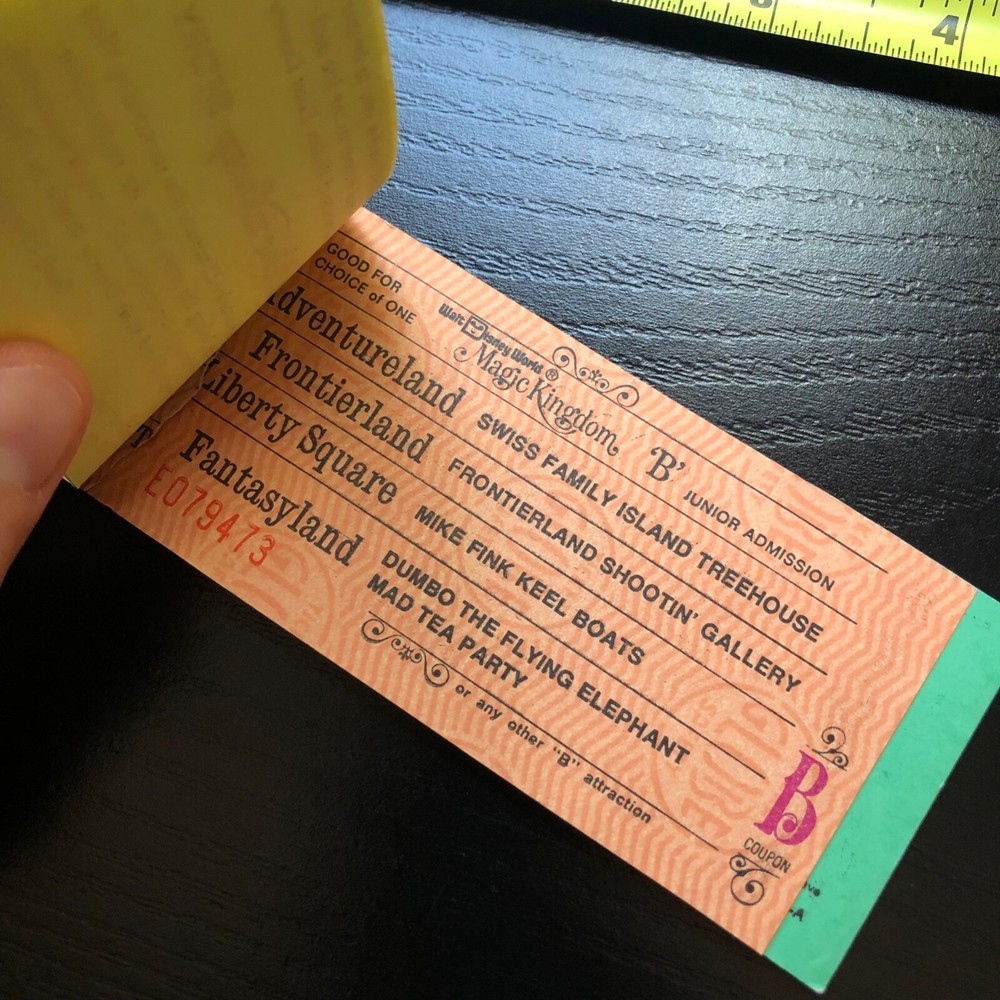 4
GOOD FOR
CHOICE of ONE
Walt Disney World ®
Magic Kingdom
'B' JUNIOR ADMISSION
Adventureland SWISS FAMILY ISLAND TREEHOUSE
Frontierland FRONTIERLAND SHOOTIN' GALLERY
Liberty Square MIKE FINK KEEL BOATS
Fantasyland DUMBO THE FLYING ELEPHANT
MAD TEA PARTY
or any other "B" attraction
T
E079473
B
COUPON